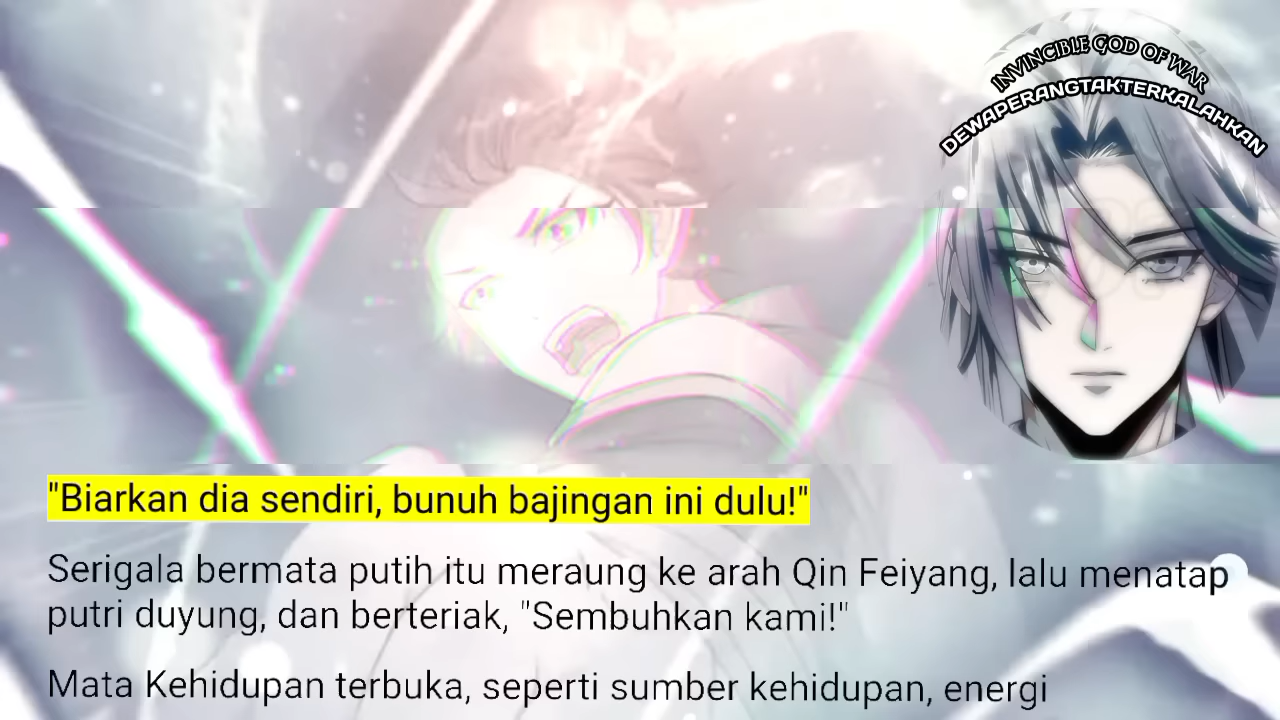 INVINCIBLE GOD OF WAR
DEWAPERANGTAKTERKALAHKAN
"Biarkan dia sendiri, bunuh bajingan ini dulu!"
Serigala bermata putih itu meraung ke arah Qin Feiyang, lalu menatap
putri duyung, dan berteriak, "Sembuhkan kami!"
Mata Kehidupan terbuka, seperti sumber kehidupan, energi